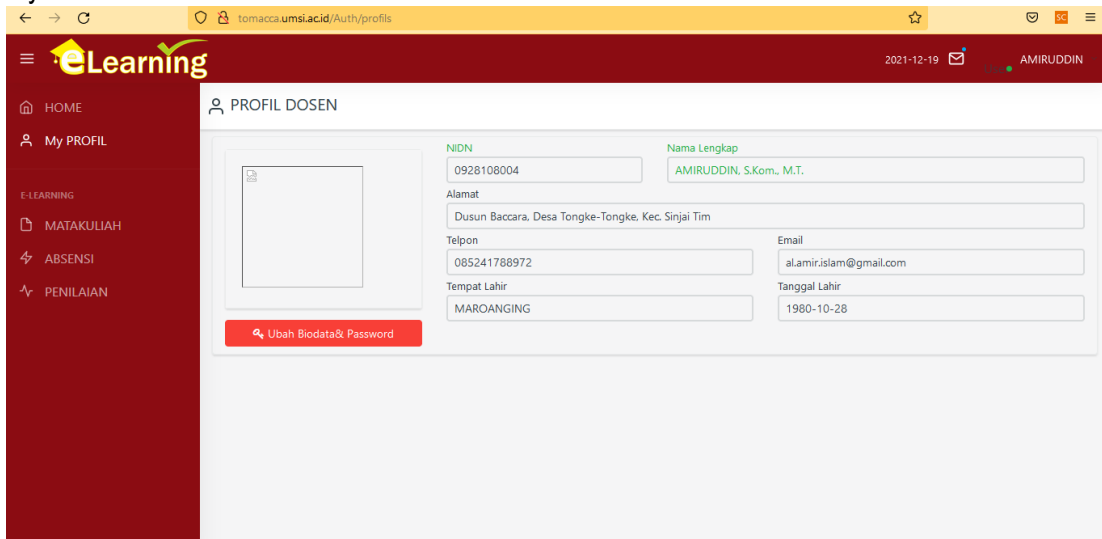 tomacca.umsi.ac.id/Auth/profils
SC
eLearning
2021-12-19
AMIRUDDIN
HOME
My PROFIL
E-LEARNING
MATAKULIAH
ABSENSI
PENILAIAN
PROFIL DOSEN
NIDN
Nama Lengkap
0928108004
AMIRUDDIN, S.Kom., M.T.
Alamat
Dusun Baccara, Desa Tongke-Tongke, Kec. Sinjai Tim
Telpon
Email
085241788972
al.amir.islam@gmail.com
Tempat Lahir
Tanggal Lahir
MAROANGING
1980-10-28
Ubah Biodata& Password